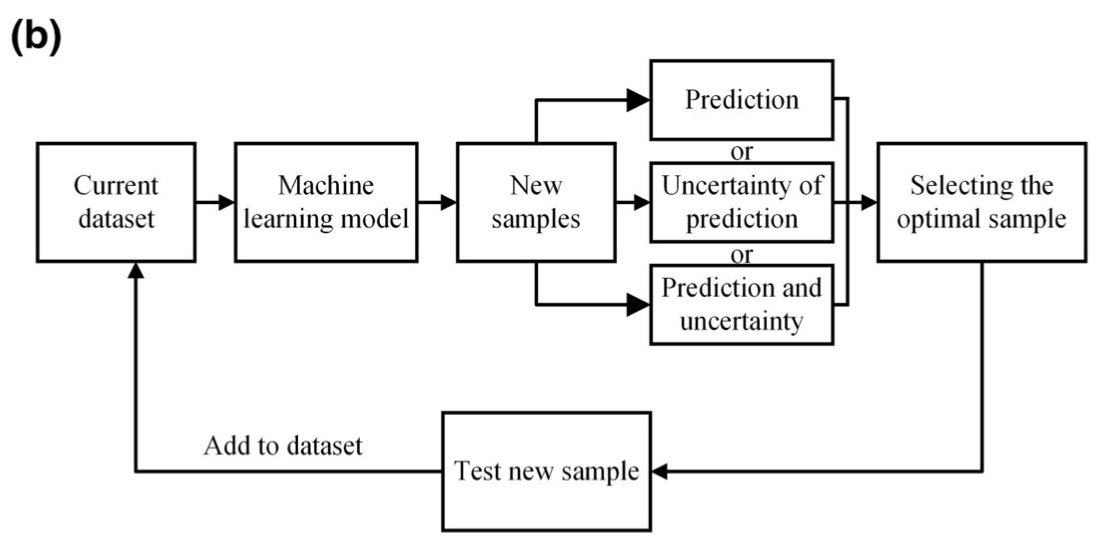 (b)
Current
dataset
Machine
learning model
New
samples
Prediction
or
Uncertainty of
prediction
or
Prediction and
uncertainty
Selecting the
optimal sample
Test new sample
Add to dataset